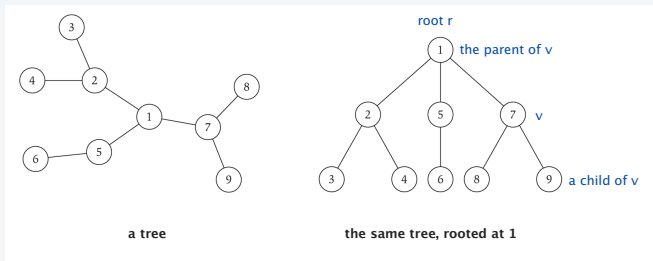 3
4
2
1
8
7
5
6
9
a tree
root r
1 the parent of v
2 5 7 v
3 4 6 8 9 a child of v
the same tree, rooted at 1